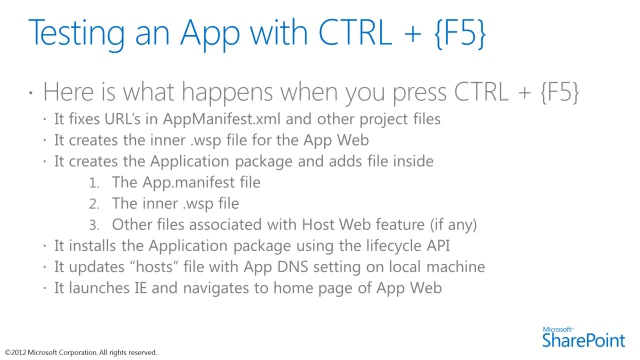 Testing an App with CTRL + {F5}
· Here is what happens when you press CTRL + {F5}
· It fixes URL's in AppManifest.xml and other project files
· It creates the inner .wsp file for the App Web
· It creates the Application package and adds file inside
1. The App.manifest file
2. The inner .wsp file
3. Other files associated with Host Web feature (if any)
· It installs the Application package using the lifecycle API
· It updates “hosts” file with App DNS setting on local machine
· It launches IE and navigates to home page of App Web
Microsoft®
SharePoint
©2012 Microsoft Corporation. All rights reserved.